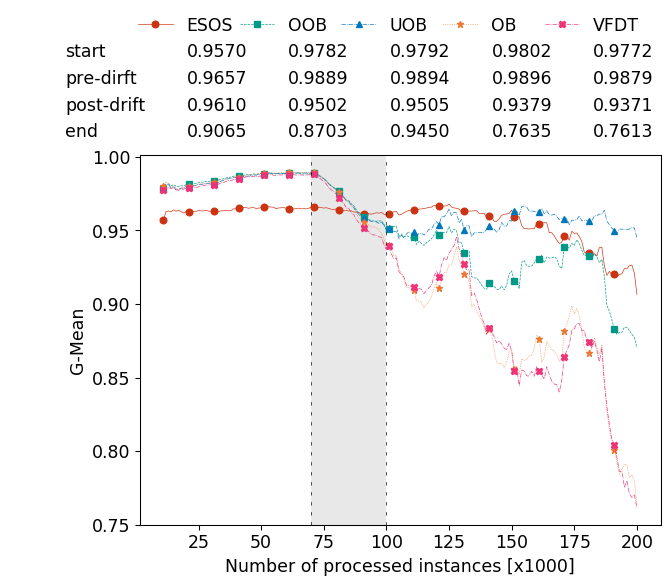 ESOS OOB UOB OB VFDT
start 0.9570 0.9782 0.9792 0.9802 0.9772
pre-dirft 0.9657 0.9889 0.9894 0.9896 0.9879
post-drift 0.9610 0.9502 0.9505 0.9379 0.9371
end 0.9065 0.8703 0.9450 0.7635 0.7613
1.00
0.95
0.90
0.85
0.80
0.75
G-Mean
25 50 75 100 125 150 175 200
Number of processed instances [x1000]